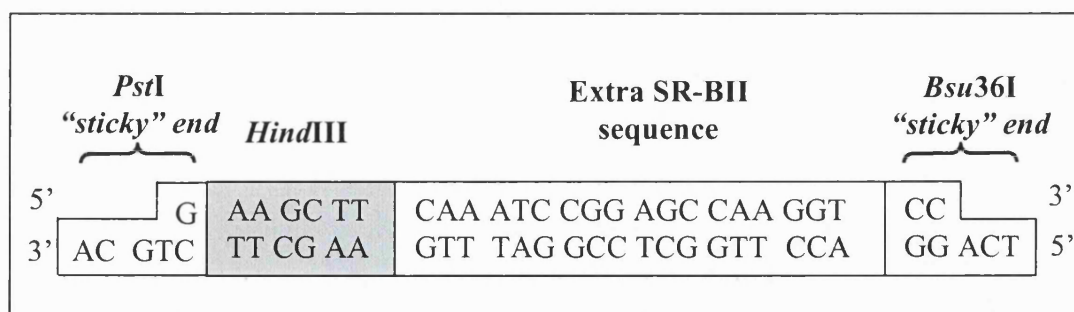 PstI
"sticky" end
HindIII
Extra SR-BII
sequence
Bsu36I
"sticky" end
5’ G AA GC TT CAA ATC CGG AGC CAA GGT CC 3’
3’ AC GTC TT CG AA GTT TAG GCC TCG GTT CCA GG ACT 5’